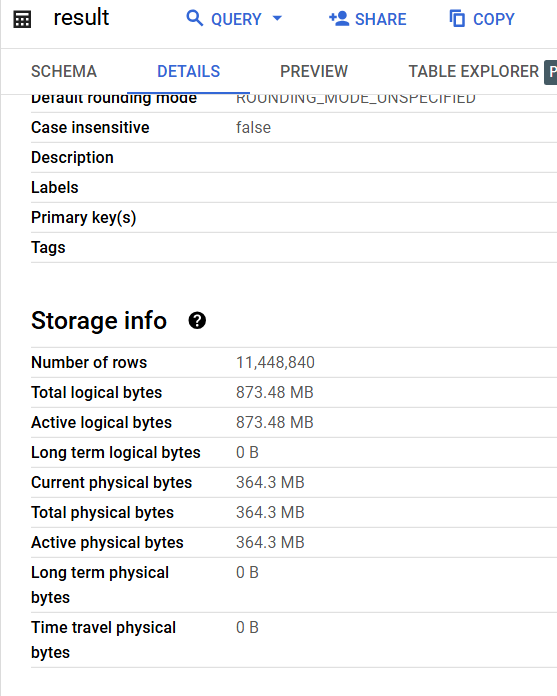 result
QUERY
SHARE
COPY
SCHEMA
DETAILS
PREVIEW
TABLE EXPLORER
P
Default rounding mode ROUNDING_MODE_UNSPECIFIED
Case insensitive false
Description
Labels
Primary key(s)
Tags
Storage info ?
Number of rows 11,448,840
Total logical bytes 873.48 MB
Active logical bytes 873.48 MB
Long term logical bytes 0 B
Current physical bytes 364.3 MB
Total physical bytes 364.3 MB
Active physical bytes 364.3 MB
Long term physical 0 B
bytes
Time travel physical 0 B
bytes